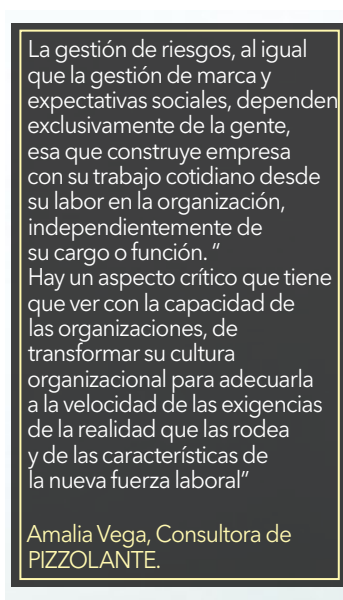 La gestión de riesgos, al igual
que la gestión de marca y
expectativas sociales, dependen
exclusivamente de la gente,
esa que construye empresa
con su trabajo cotidiano desde
su labor en la organización,
independientemente de
su cargo o función. “
Hay un aspecto crítico que tiene
que ver con la capacidad de
las organizaciones, de
transformar su cultura
organizacional para adecuarla
a la velocidad de las exigencias
de la realidad que las rodea
y de las características de
la nueva fuerza laboral”
Amalia Vega, Consultora de
PIZZOLANTE.